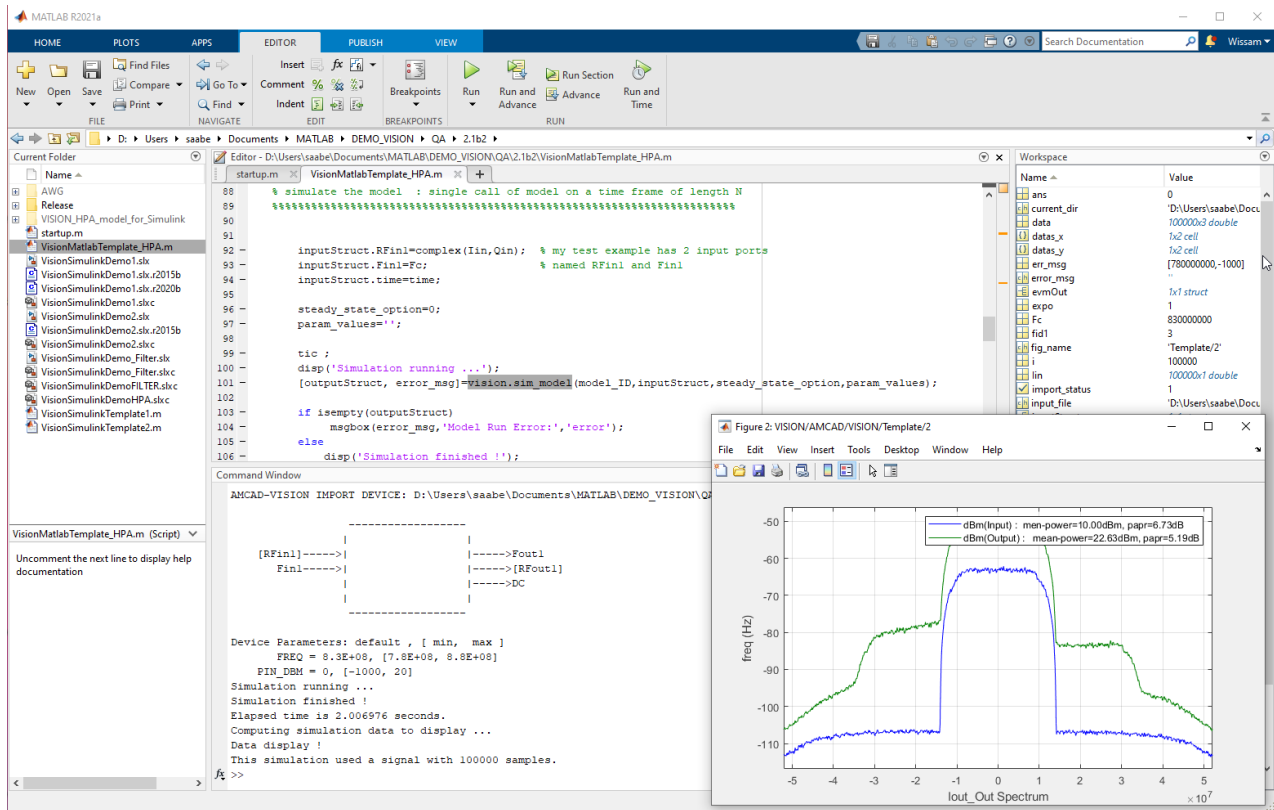 MATLAB R2021a
HOME PLOTS APPS EDITOR PUBLISH VIEW
Search Documentation
Wissam
New Open Save
Find Files
Compare
Print
FILE
Go To
Find
NAVIGATE
Insert fx
Comment
Indent
EDIT
Breakpoints
BREAKPOINTS
Run
Run and Advance
Run Section
Advance
Run and Time
RUN
D: Users saabe Documents MATLAB DEMO_VISION QA 2.1b2
Current Folder
Name
AWG
Release
VISION_HPA_model_for_Simulink
startup.m
VisionMatlabTemplate_HPA.m
VisionSimulinkDemo1.slx
VisionSimulinkDemo1.slx.r2015b
VisionSimulinkDemo1.slx.r2020b
VisionSimulinkDemo1.slxc
VisionSimulinkDemo2.slx
VisionSimulinkDemo2.slx.r2015b
VisionSimulinkDemo2.slxc
VisionSimulinkDemo_Filter.slx
VisionSimulinkDemo_Filter.slxc
VisionSimulinkDemoFILTER.slxc
VisionSimulinkDemoHPA.slxc
VisionSimulinkTemplate1.m
VisionSimulinkTemplate2.m
VisionMatlabTemplate_HPA.m (Script)
Uncomment the next line to display help
documentation
Editor - D:\Users\saabe\Documents\MATLAB\DEMO_VISION\QA\2.1b2\VisionMatlabTemplate_HPA.m
startup.m VisionMatlabTemplate_HPA.m +
88 % simulate the model : single call of model on a time frame of length N
89 %%%%%%%%%%%%%%%%%%%%%%%%%%%%%%%%%%%%%%%%%%%%%%%%%%%%%%%%%%%%%%%%%%%%%%%%
90
91
92 - inputStruct.RFin1=complex(Iin,Qin); % my test example has 2 input ports
93 - inputStruct.Fin1=Fc; % named RFin1 and Fin1
94 - inputStruct.time=time;
95
96 - steady_state_option=0;
97 - param_values='';
98
99 - tic ;
100 - disp('Simulation running ...');
101 - [outputStruct, error_msg]=vision.sim_model(model_ID,inputStruct,steady_state_option,param_values);
102
103 - if isempty(outputStruct)
104 - msgbox(error_msg,'Model Run Error:','error');
105 - else
106 - disp('Simulation finished !');
Command Window
AMCAD-VISION IMPORT DEVICE: D:\Users\saabe\Documents\MATLAB\DEMO_VISION\QA
------------------
| |
[RFin1]----->| |----->Fout1
Fin1----->| |----->[RFout1]
| |----->DC
| |
------------------
Device Parameters: default , [ min, max ]
FREQ = 8.3E+08, [7.8E+08, 8.8E+08]
PIN_DBM = 0, [-1000, 20]
Simulation running ...
Simulation finished !
Elapsed time is 2.006976 seconds.
Computing simulation data to display ...
Data display !
This simulation used a signal with 100000 samples.
fx >>
Workspace
Name Value
ans 0
current_dir 'D:\Users\saabe\Docu
data 100000x3 double
datas_x 1x2 cell
datas_y 1x2 cell
err_msg [780000000,-1000]
error_msg ''
evmOut 1x1 struct
expo 1
Fc 830000000
fid1 3
fig_name 'Template/2'
i 100000
Iin 100000x1 double
import_status 1
input_file 'D:\Users\saabe\Docu
Figure 2: VISION/AMCAD/VISION/Template/2
File Edit View Insert Tools Desktop Window Help
dBm(Input) : men-power=10.00dBm, papr=6.73dB
dBm(Output) : mean-power=22.63dBm, papr=5.19dB
freq (Hz)
-50
-60
-70
-80
-90
-100
-110
-5 -4 -3 -2 -1 0 1 2 3 4 5
Iout_Out Spectrum
×10⁷